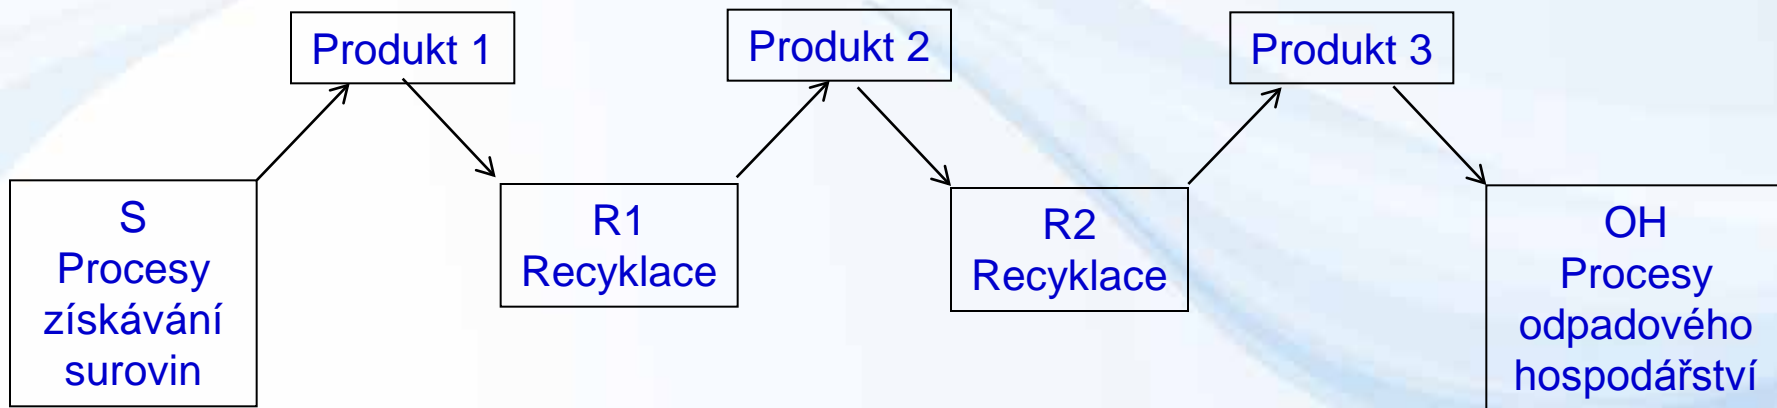 Produkt 1
Produkt 2
Produkt 3
S
Procesy
získávání
surovin
R1
Recyklace
R2
Recyklace
OH
Procesy
odpadového
hospodářství